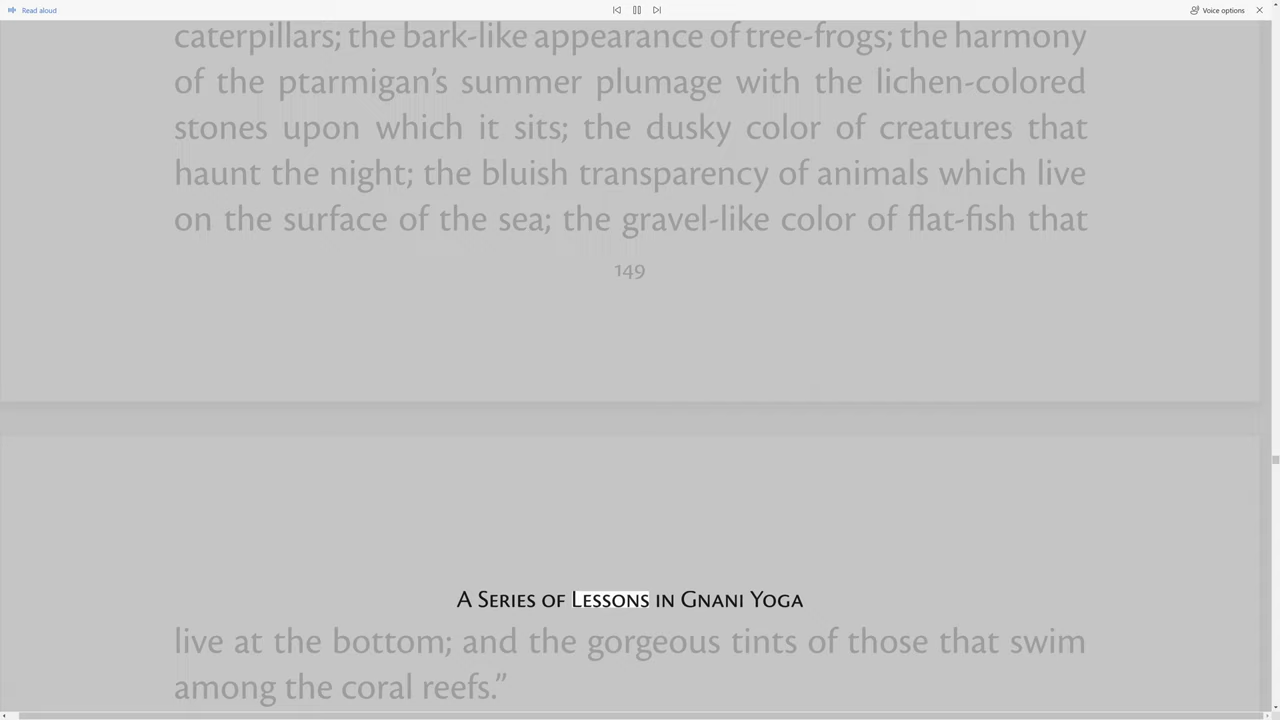 Read aloud
Voice options
caterpillars; the bark-like appearance of tree-frogs; the harmony
of the ptarmigan’s summer plumage with the lichen-colored
stones upon which it sits; the dusky color of creatures that
haunt the night; the bluish transparency of animals which live
on the surface of the sea; the gravel-like color of flat-fish that
149
A Series of Lessons in Gnani Yoga
live at the bottom; and the gorgeous tints of those that swim
among the coral reefs.”